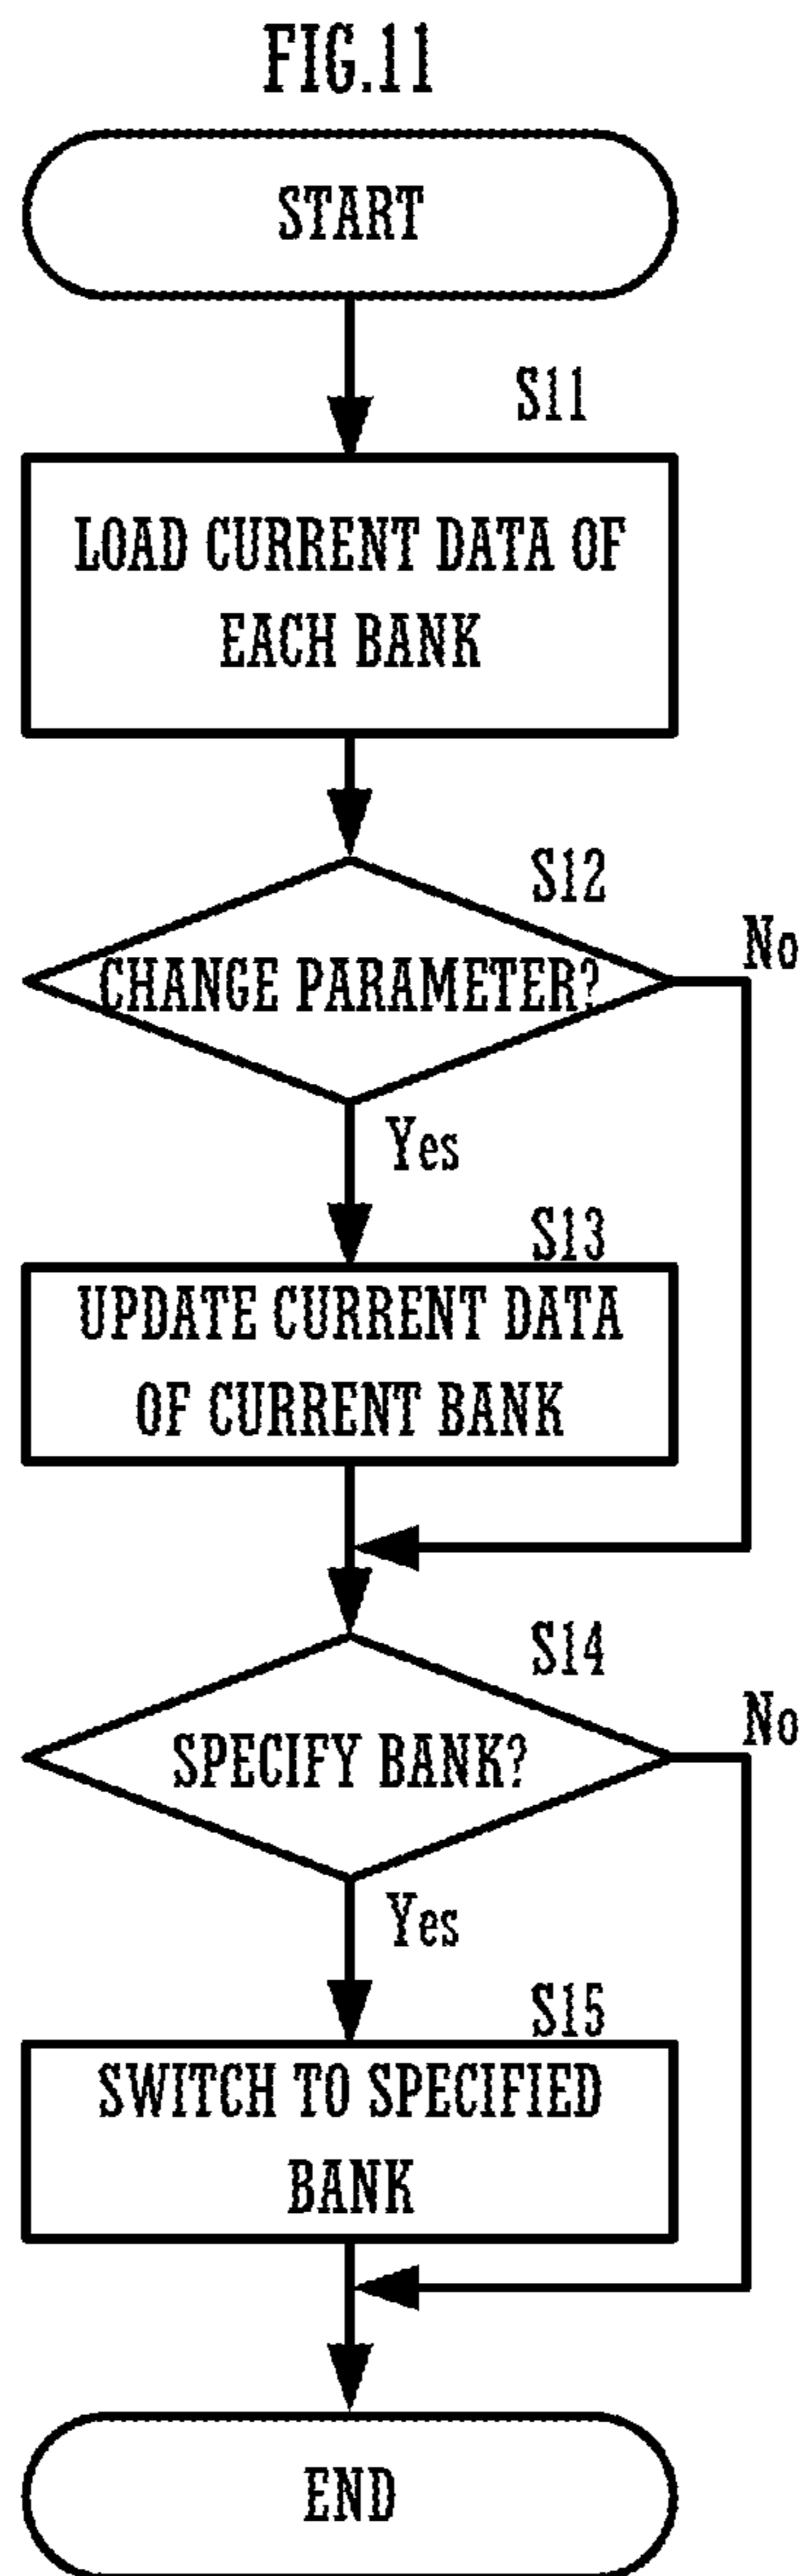 FIG.11
START
S11
LOAD CURRENT DATA OF
EACH BANK
S12
No
CHANGE PARAMETER?
Yes
S13
UPDATE CURRENT DATA
OF CURRENT BANK
S14
No
SPECIFY BANK?
Yes
S15
SWITCH TO SPECIFIED
BANK
END